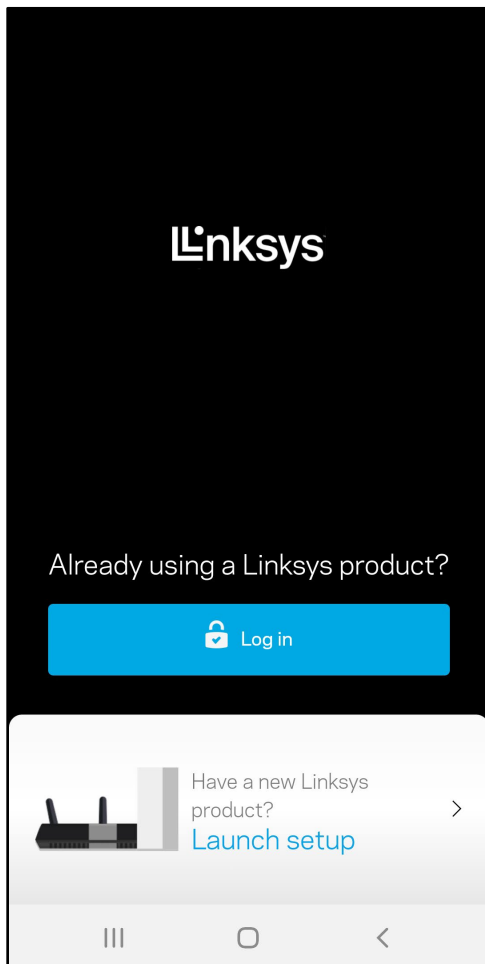 Linksys
Already using a Linksys product?
Log in
Have a new Linksys
product?
Launch setup